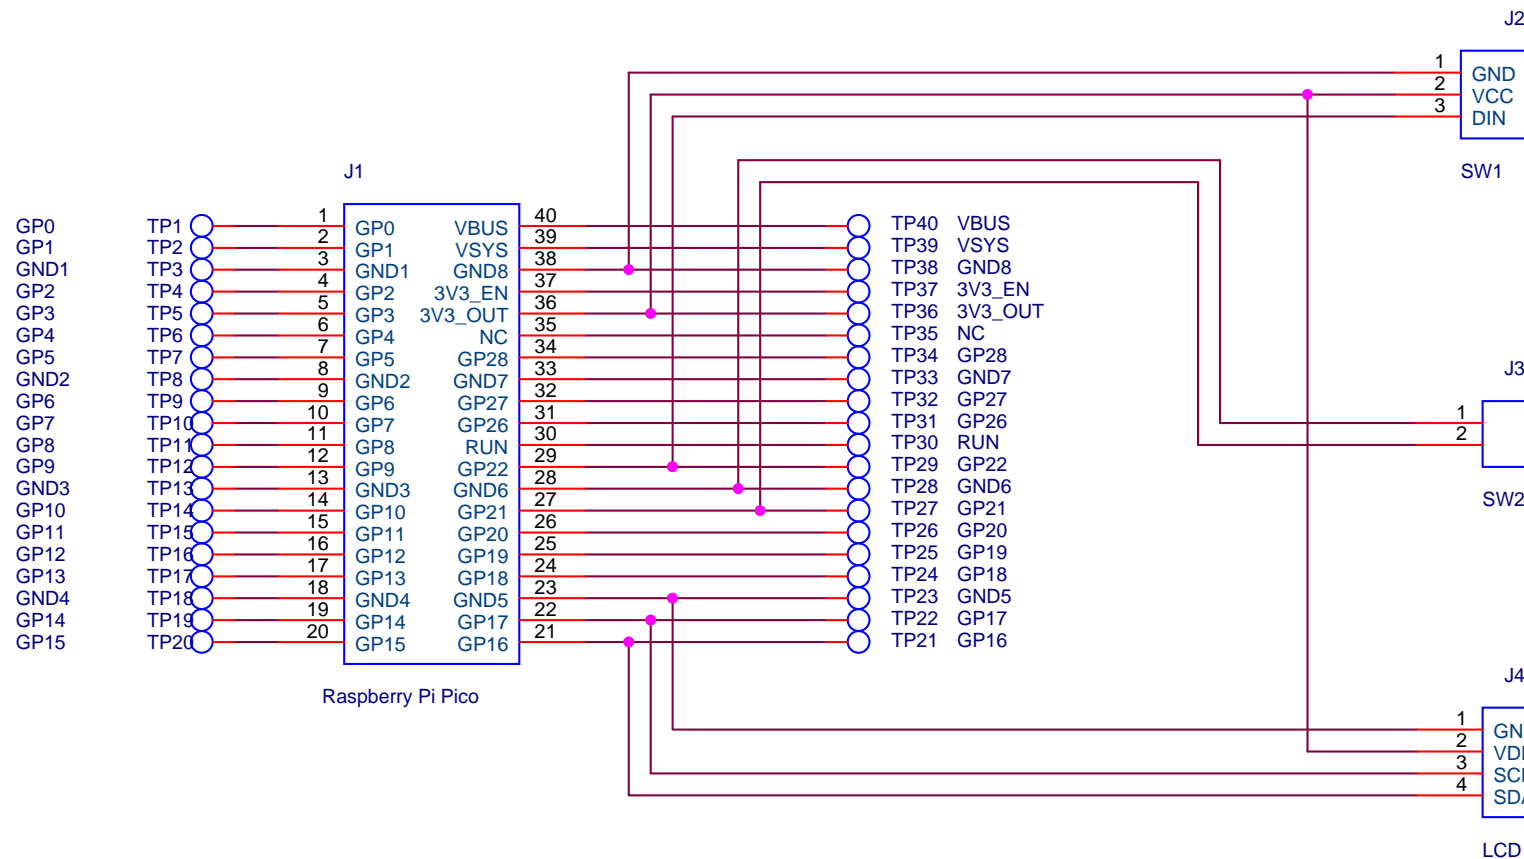 J2
1 GND
2 VCC
3 DIN
SW1
J1
GP0 TP1 1 GP0 VBUS 40 TP40 VBUS
GP1 TP2 2 GP1 VSYS 39 TP39 VSYS
GND1 TP3 3 GND1 GND8 38 TP38 GND8
GP2 TP4 4 GP2 3V3_EN 37 TP37 3V3_EN
GP3 TP5 5 GP3 3V3_OUT 36 TP36 3V3_OUT
GP4 TP6 6 GP4 NC 35 TP35 NC
GP5 TP7 7 GP5 GP28 34 TP34 GP28
GND2 TP8 8 GND2 GND7 33 TP33 GND7
GP6 TP9 9 GP6 GP27 32 TP32 GP27
GP7 TP10 10 GP7 GP26 31 TP31 GP26
GP8 TP11 11 GP8 RUN 30 TP30 RUN
GP9 TP12 12 GP9 GP22 29 TP29 GP22
GND3 TP13 13 GND3 GND6 28 TP28 GND6
GP10 TP14 14 GP10 GP21 27 TP27 GP21
GP11 TP15 15 GP11 GP20 26 TP26 GP20
GP12 TP16 16 GP12 GP19 25 TP25 GP19
GP13 TP17 17 GP13 GP18 24 TP24 GP18
GND4 TP18 18 GND4 GND5 23 TP23 GND5
GP14 TP19 19 GP14 GP17 22 TP22 GP17
GP15 TP20 20 GP15 GP16 21 TP21 GP16
Raspberry Pi Pico
J3
1
2
SW2
J4
1 GN
2 VD
3 SC
4 SD
LCD